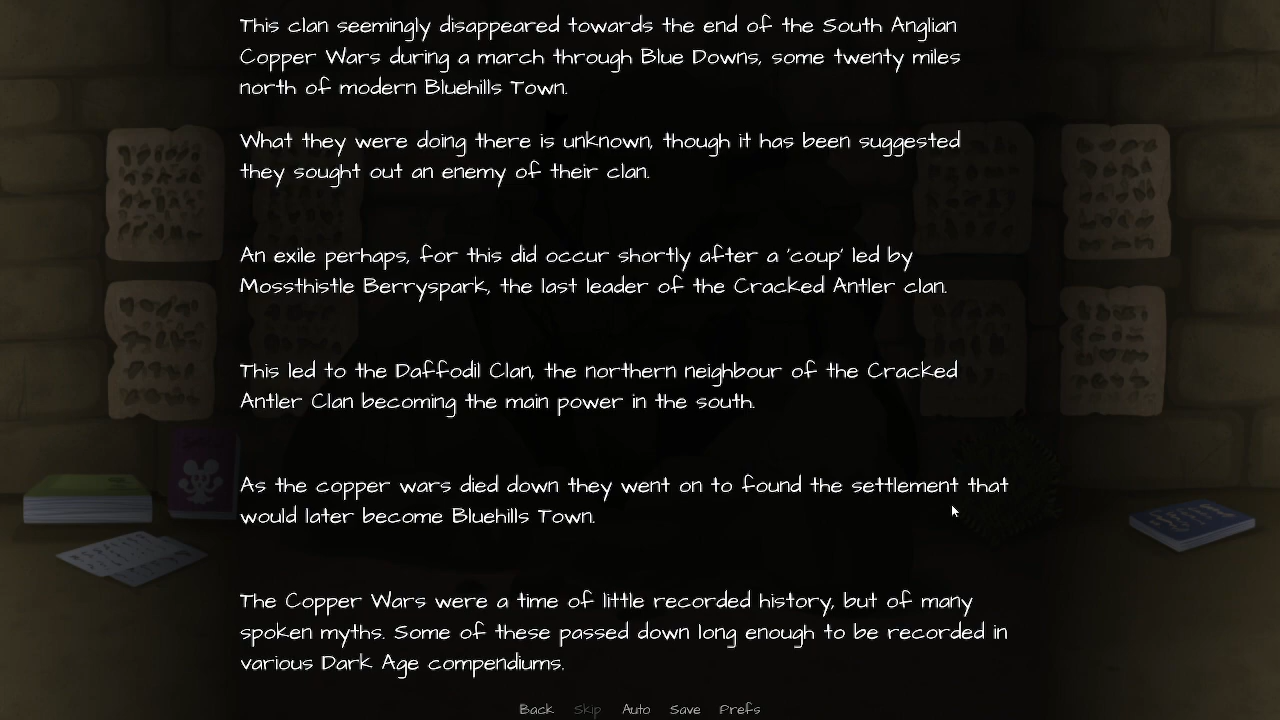 This clan seemingly disappeared towards the end of the South Anglian
Copper Wars during a march through Blue Downs, some twenty miles
north of modern Bluehills Town.
What they were doing there is unknown, though it has been suggested
they sought out an enemy of their clan.
An exile perhaps, for this did occur shortly after a 'coup' led by
Mossthistle Berryspark, the last leader of the Cracked Antler clan.
This led to the Daffodil Clan, the northern neighbour of the Cracked
Antler Clan becoming the main power in the south.
As the copper wars died down they went on to found the settlement that
would later become Bluehills Town.
The Copper Wars were a time of little recorded history, but of many
spoken myths. Some of these passed down long enough to be recorded in
various Dark Age compendiums.
Back Skip Auto Save Prefs